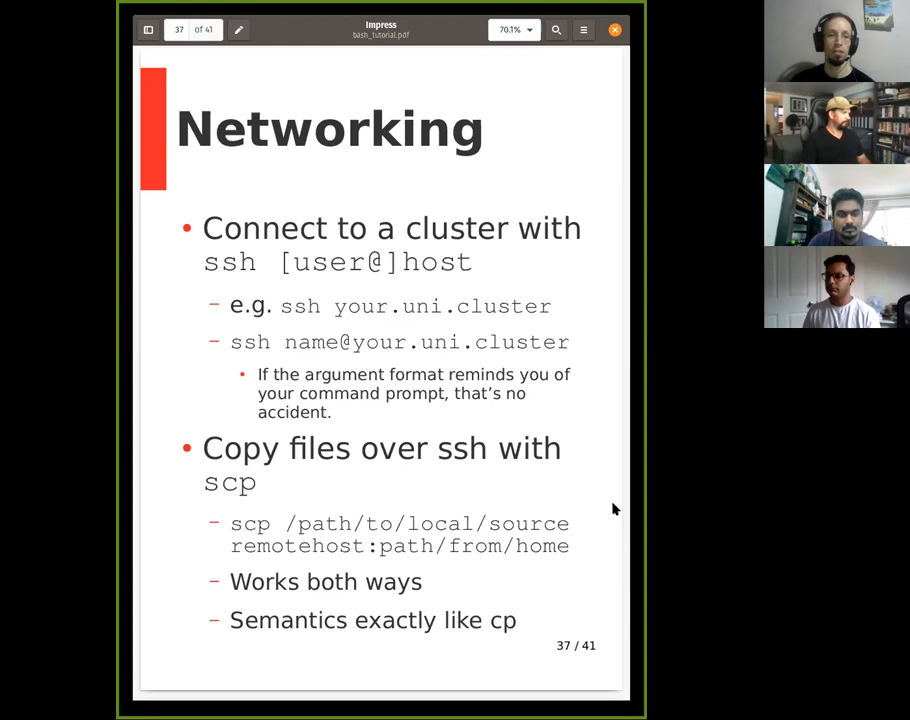 37 of 41
Impress
bash_tutorial.pdf
70.1%
Networking
• Connect to a cluster with
ssh [user@]host
– e.g. ssh your.uni.cluster
– ssh name@your.uni.cluster
• If the argument format reminds you of
your command prompt, that’s no
accident.
• Copy files over ssh with
scp
– scp /path/to/local/source
remotehost:path/from/home
– Works both ways
– Semantics exactly like cp
37 / 41